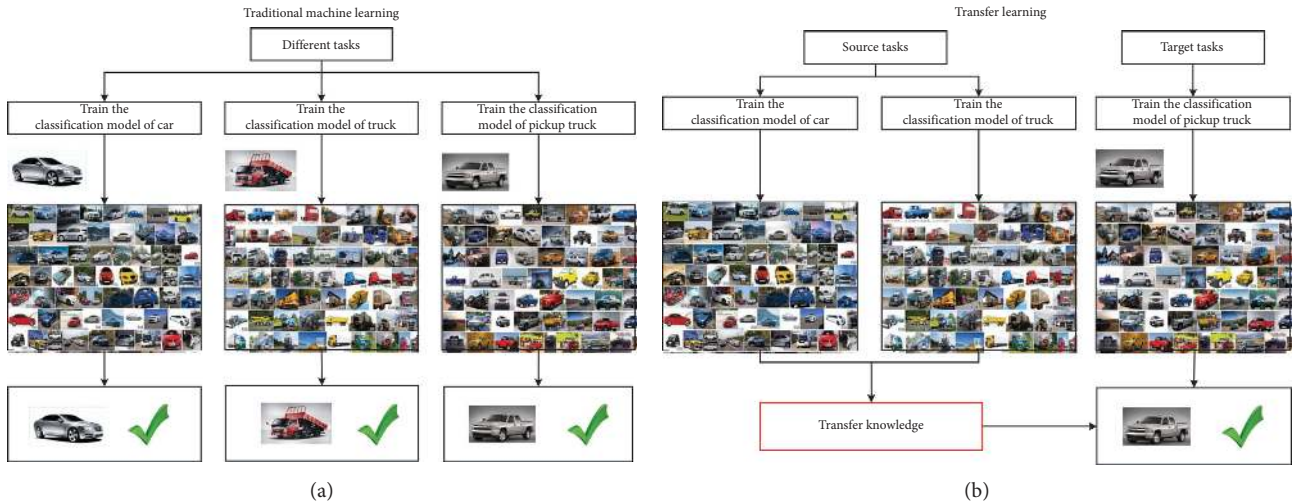 Traditional machine learning
Different tasks
Train the
classification model of car
Train the
classification model of truck
Train the classification
model of pickup truck
(a)
Transfer learning
Source tasks
Target tasks
Train the
classification model of car
Train the
classification model of truck
Train the classification
model of pickup truck
Transfer knowledge
(b)